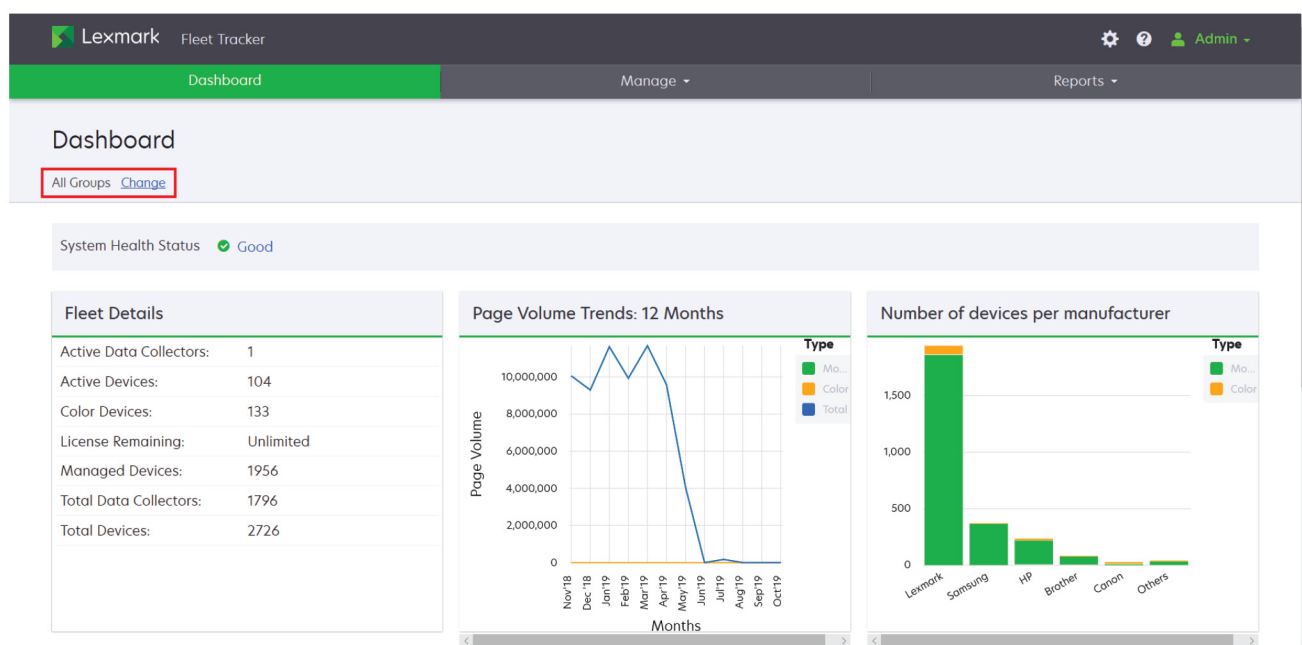 Lexmark Fleet Tracker
Admin
Dashboard Manage Reports
Dashboard
All Groups Change
System Health Status Good
Fleet Details
Active Data Collectors: 1
Active Devices: 104
Color Devices: 133
License Remaining: Unlimited
Managed Devices: 1956
Total Data Collectors: 1796
Total Devices: 2726
Page Volume Trends: 12 Months
Type
Mo...
Color
Total
Page Volume
10,000,000
8,000,000
6,000,000
4,000,000
2,000,000
0
Nov'18 Dec '18 Jan'19 Feb'19 Mar'19 Apr'19 May'19 Jun'19 Jul'19 Aug'19 Sep'19 Oct'19
Months
Number of devices per manufacturer
Type
Mo...
Color
1,500
1,000
500
0
Lexmark Samsung HP Brother Canon Others